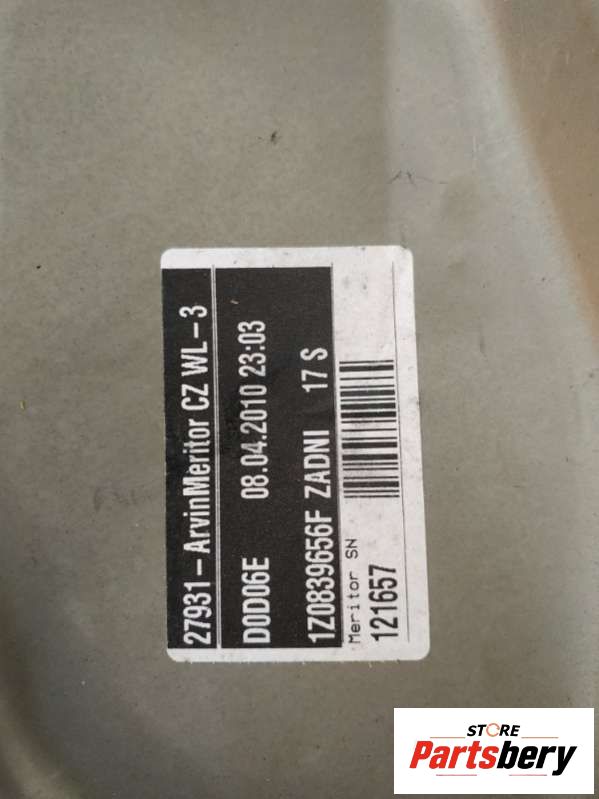 27931 – ArvinMeritor CZ WL – 3
D0D06E 08.04.2010 23:03
1Z0839656F ZADNI 17 S
Meritor SN
121657
STORE
Partsbery